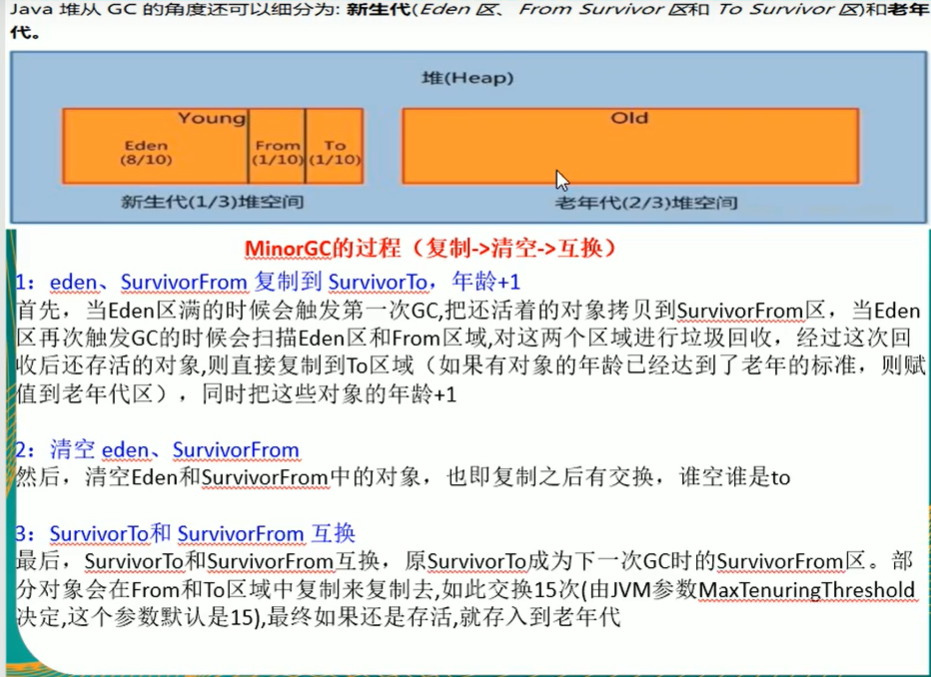 Java 堆从 GC 的角度还可以细分为: 新生代(Eden 区、From Survivor 区和 To Survivor 区)和老年
代。
堆(Heap)
Young
Old
Eden
(8/10)
From
(1/10)
To
(1/10)
新生代(1/3)堆空间
老年代(2/3)堆空间
MinorGC的过程（复制->清空->互换）
1：eden、SurvivorFrom 复制到 SurvivorTo，年龄+1
首先，当Eden区满的时候会触发第一次GC,把还活着的对象拷贝到SurvivorFrom区，当Eden
区再次触发GC的时候会扫描Eden区和From区域,对这两个区域进行垃圾回收，经过这次回
收后还存活的对象,则直接复制到To区域（如果有对象的年龄已经达到了老年的标准，则赋
值到老年代区），同时把这些对象的年龄+1
2：清空 eden、SurvivorFrom
然后，清空Eden和SurvivorFrom中的对象，也即复制之后有交换，谁空谁是to
3：SurvivorTo和 SurvivorFrom 互换
最后，SurvivorTo和SurvivorFrom互换，原SurvivorTo成为下一次GC时的SurvivorFrom区。部
分对象会在From和To区域中复制来复制去,如此交换15次(由JVM参数MaxTenuringThreshold
决定,这个参数默认是15),最终如果还是存活,就存入到老年代